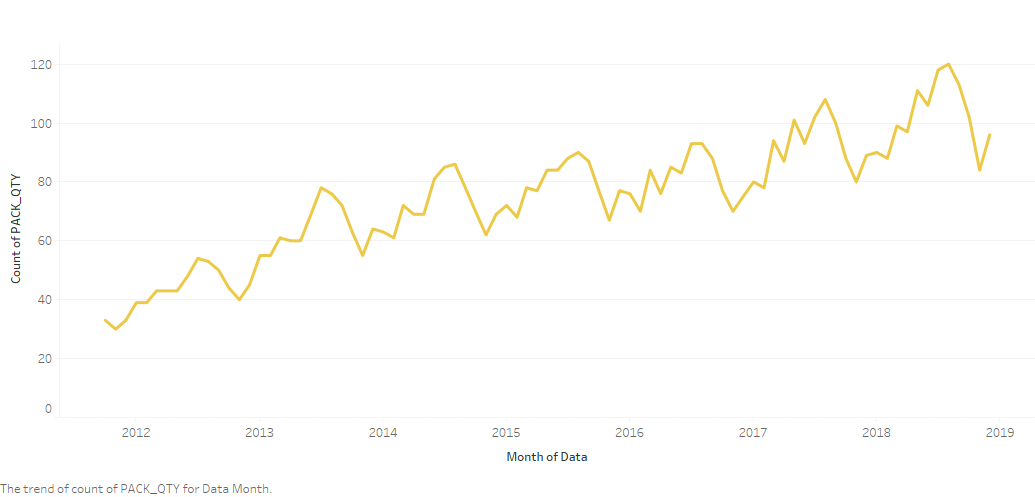 120
100
80
60
40
20
0
Count of PACK_QTY
2012 2013 2014 2015 2016 2017 2018 2019
Month of Data
The trend of count of PACK_QTY for Data Month.